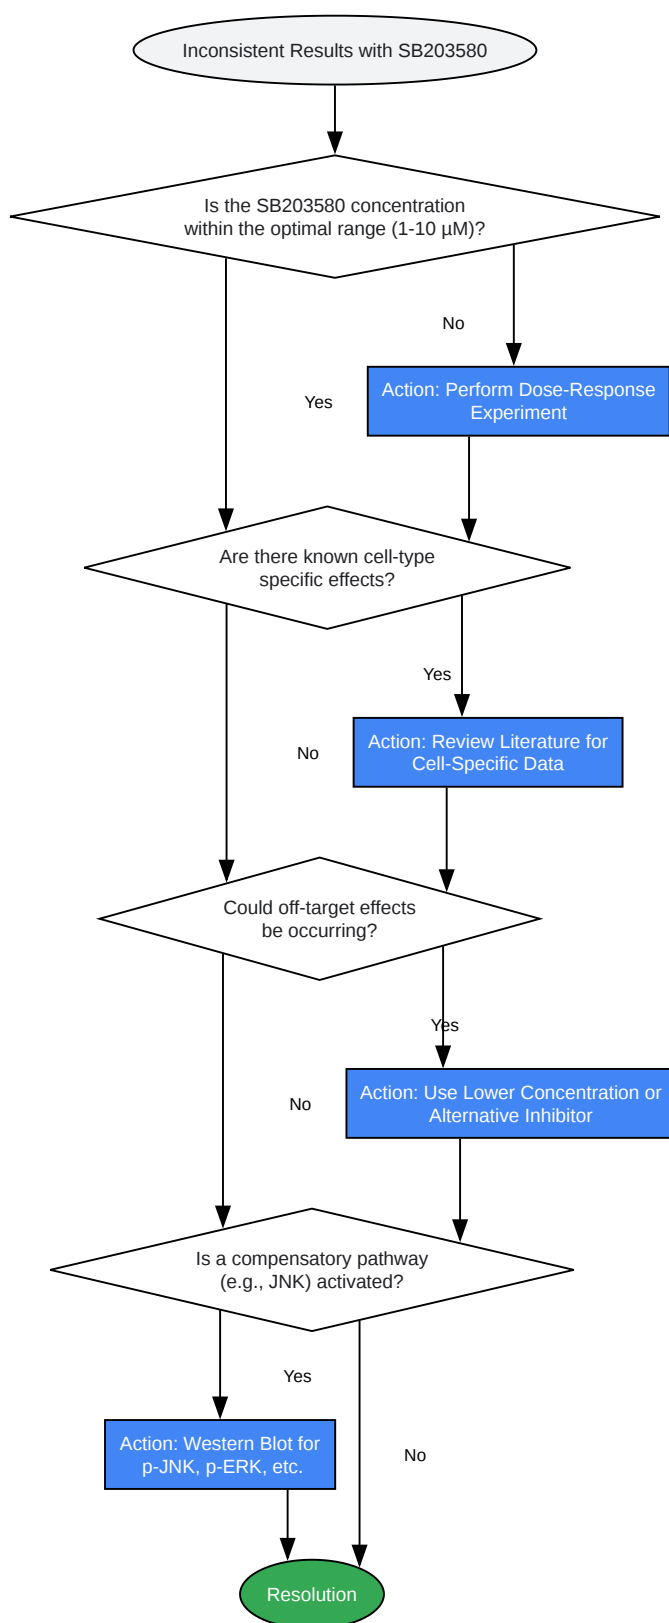 Inconsistent Results with SB203580
Is the SB203580 concentration
within the optimal range (1-10 µM)?
No
Action: Perform Dose-Response
Experiment
Yes
Are there known cell-type
specific effects?
Yes
Action: Review Literature for
Cell-Specific Data
No
Could off-target effects
be occurring?
Yes
Action: Use Lower Concentration or
Alternative Inhibitor
No
Is a compensatory pathway
(e.g., JNK) activated?
Yes
Action: Western Blot for
p-JNK, p-ERK, etc.
No
Resolution